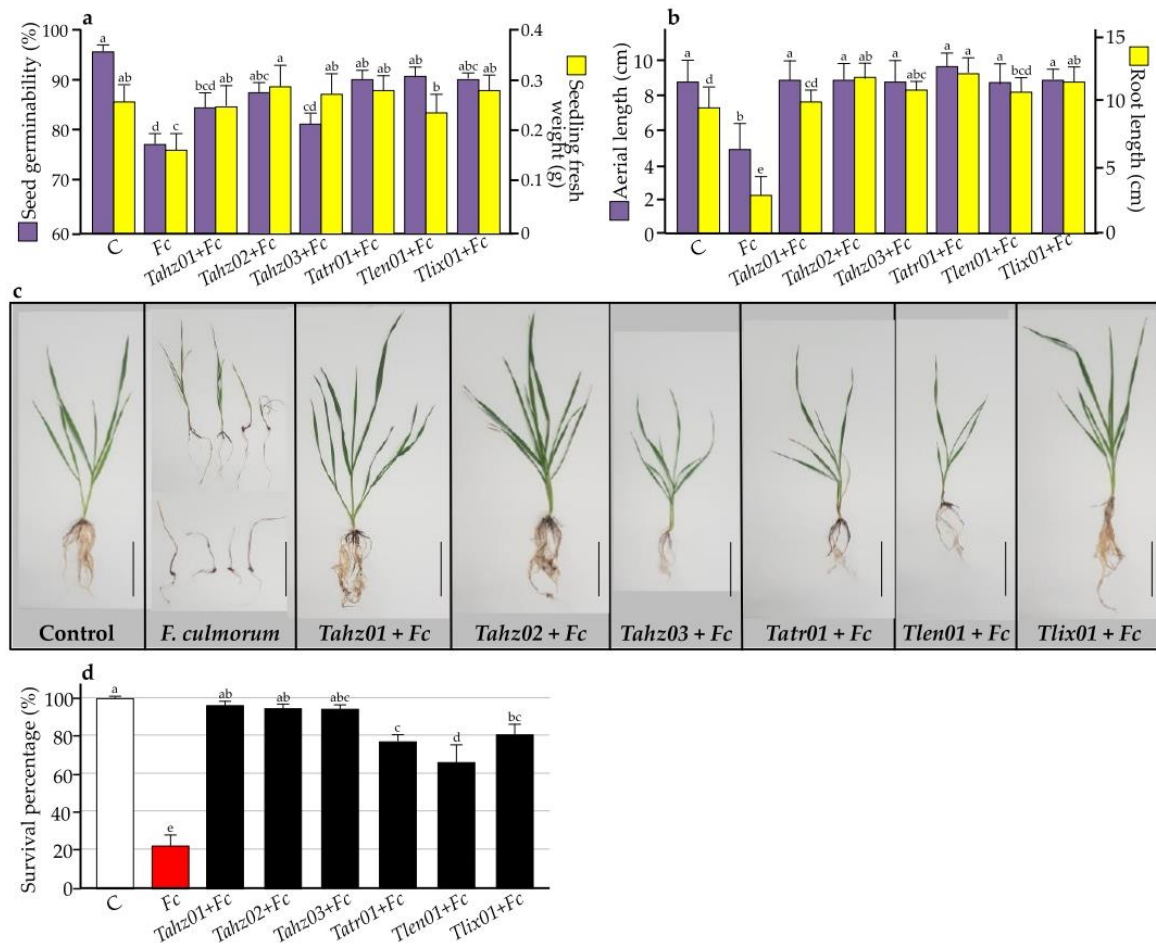 a
Seed germinability (%)
100
90
80
70
60
a ab d c bcd ab abc a cd ab ab ab ab b abc ab
0.4
0.3
0.2
0.1
0
Seedling fresh
weight (g)
C Fc Tahz01+Fc Tahz02+Fc Tahz03+Fc Tatr01+Fc Tlen01+Fc Tlix01+Fc
b
Aerial length (cm)
10
8
6
4
2
0
a d b e a cd a ab a abc a a a bcd a ab
15
10
5
0
Root length (cm)
C Fc Tahz01+Fc Tahz02+Fc Tahz03+Fc Tatr01+Fc Tlen01+Fc Tlix01+Fc
c
Control F. culmorum Tahz01 + Fc Tahz02 + Fc Tahz03 + Fc Tatr01 + Fc Tlen01 + Fc Tlix01 + Fc
d
Survival percentage (%)
100
80
60
40
20
0
a e ab ab abc c d bc
C Fc Tahz01+Fc Tahz02+Fc Tahz03+Fc Tatr01+Fc Tlen01+Fc Tlix01+Fc